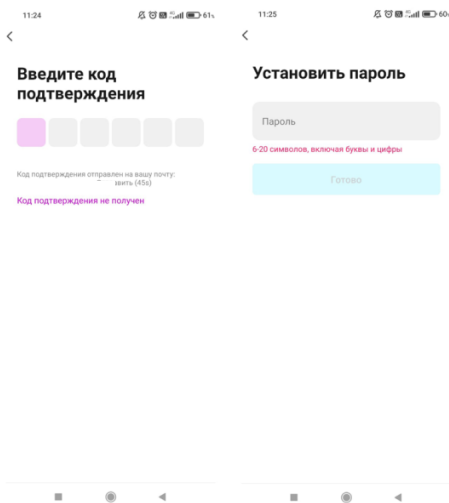 11:24
61%
Введите код
подтверждения
Код подтверждения отправлен на вашу почту:
(45s)
Код подтверждения не получен
11:25
60
Установить пароль
Пароль
6-20 символов, включая буквы и цифры
Готово